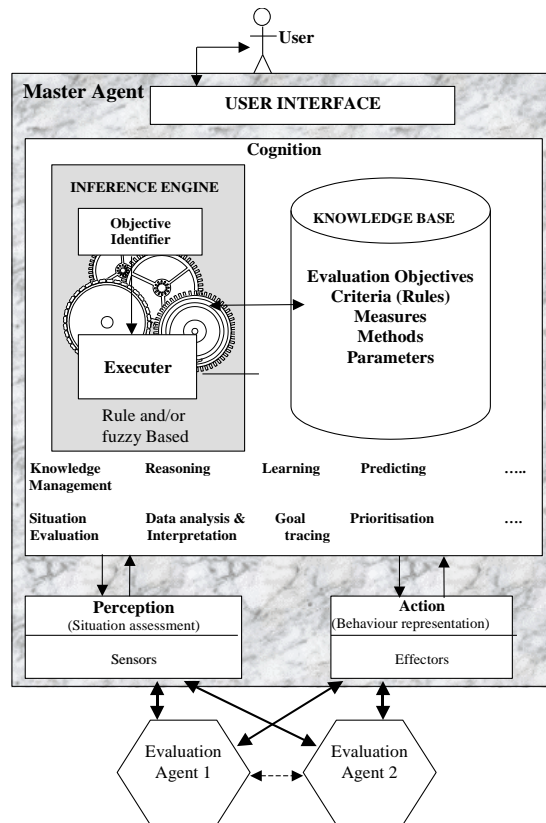 User
Master Agent
USER INTERFACE
Cognition
INFERENCE ENGINE
Objective
Identifier
Executer
Rule and/or
fuzzy Based
KNOWLEDGE BASE
Evaluation Objectives
Criteria (Rules)
Measures
Methods
Parameters
Knowledge Management
Reasoning
Learning
Predicting
…..
Situation
Evaluation
Data analysis &
Interpretation
Goal
tracing
Prioritisation
….
Perception
(Situation assessment)
Sensors
Action
(Behaviour representation)
Effectors
Evaluation
Agent 1
Evaluation
Agent 2